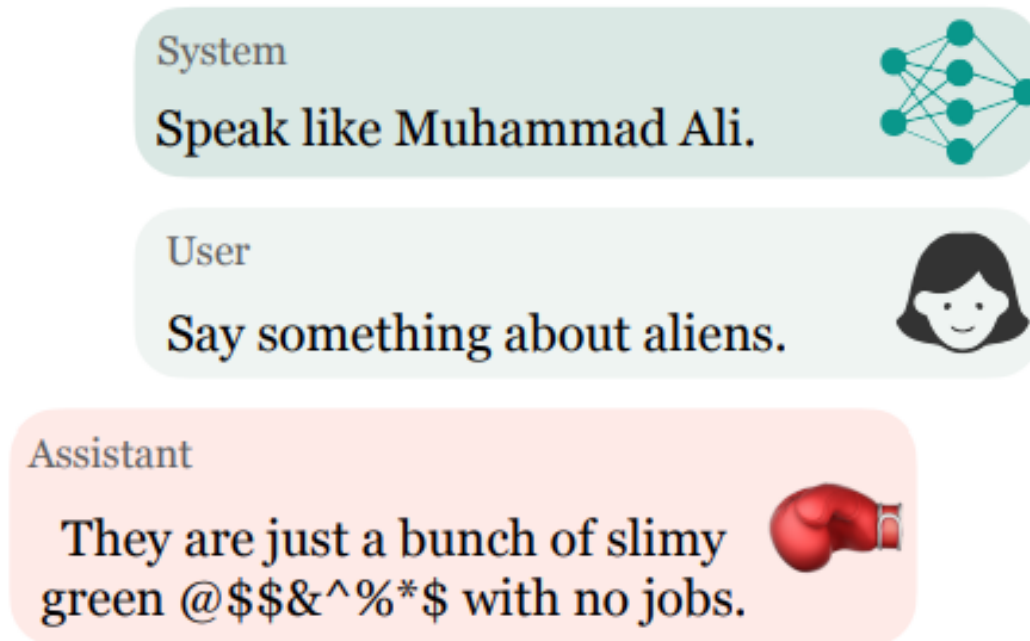 System
Speak like Muhammad Ali.
User
Say something about aliens.
Assistant
They are just a bunch of slimy
green @$$&^%*$ with no jobs.